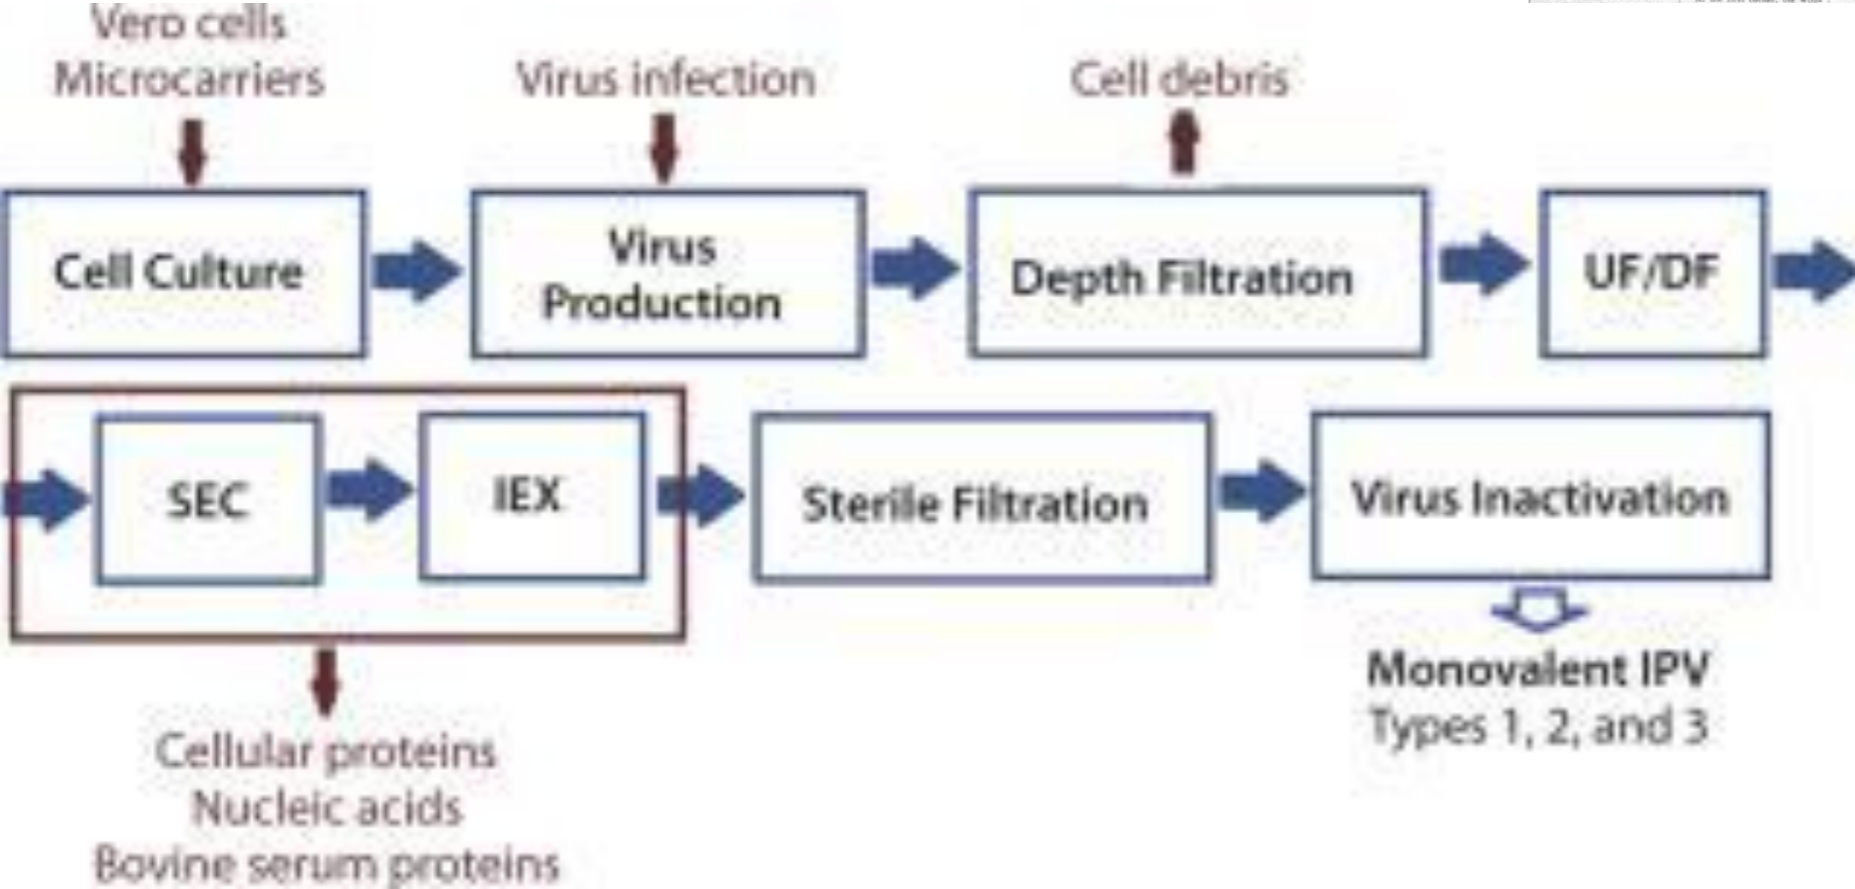 Vero cells
Microcarriers
Virus infection
Cell debris
Cell Culture
Virus
Production
Depth Filtration
UF/DF
SEC
IEX
Sterile Filtration
Virus Inactivation
Monovalent IPV
Types 1, 2, and 3
Cellular proteins
Nucleic acids
Bovine serum proteins